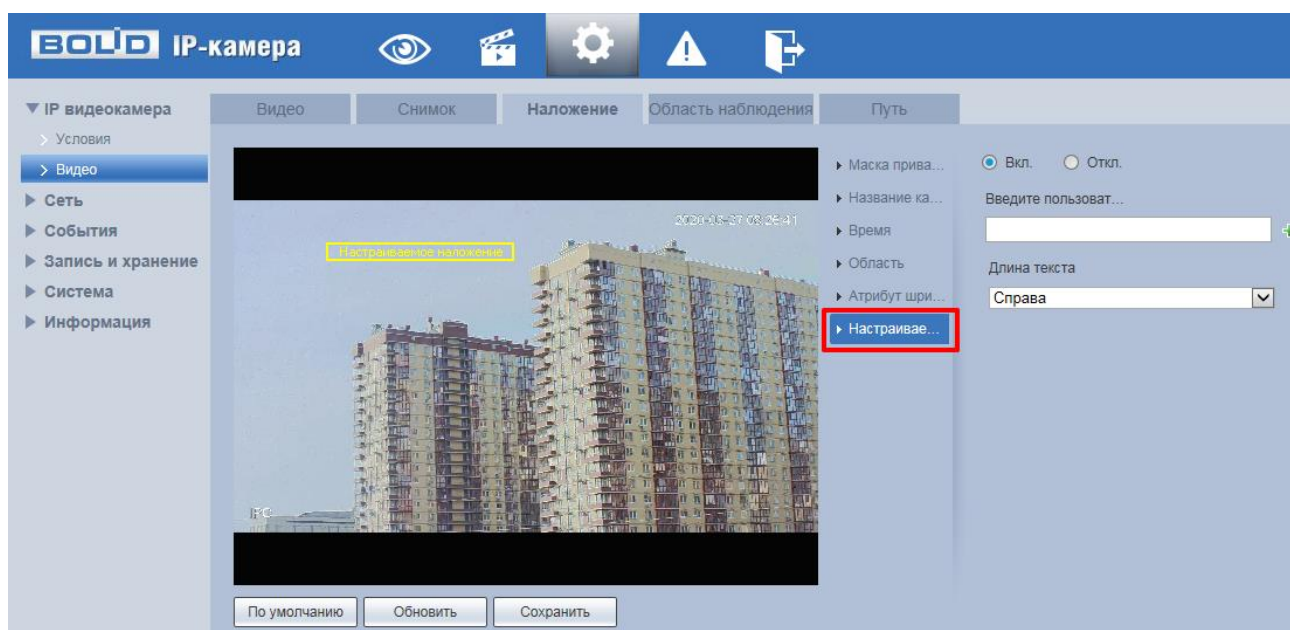 BOLID IP-камера
IP видеокамера
Условия
Видео
Сеть
События
Запись и хранение
Система
Информация
Видео
Снимок
Наложение
Область наблюдения
Путь
Настраиваемое наложение
IPC
Маска прива...
Название ка...
Время
Область
Атрибут шри...
Настраивае...
Вкл.
Откл.
Введите пользоват...
Длина текста
Справа
По умолчанию
Обновить
Сохранить